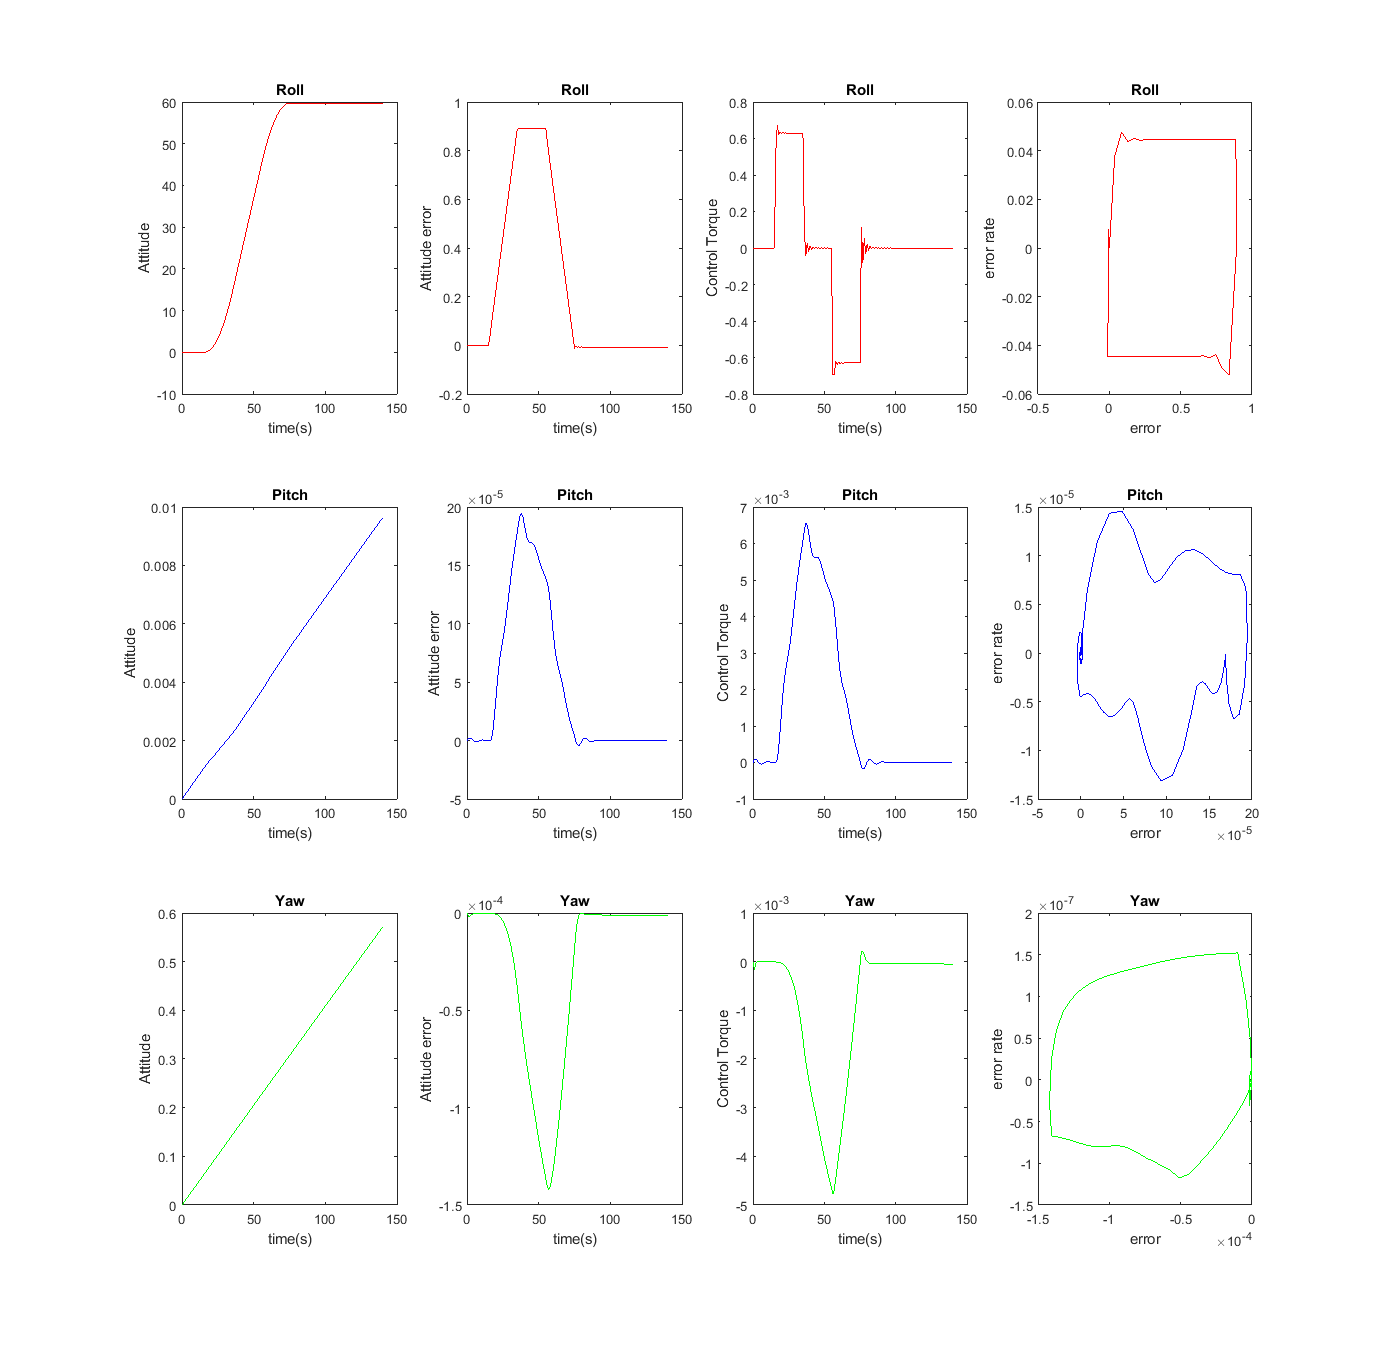 Roll
Attitude
60
50
40
30
20
10
0
-10
0 50 100 150
time(s)
Roll
Attitude error
1
0.8
0.6
0.4
0.2
0
-0.2
0 50 100 150
time(s)
Roll
Control Torque
0.8
0.6
0.4
0.2
0
-0.2
-0.4
-0.6
-0.8
0 50 100 150
time(s)
Roll
error rate
0.06
0.04
0.02
0
-0.02
-0.04
-0.06
-0.5 0 0.5 1
error
Pitch
Attitude
0.01
0.008
0.006
0.004
0.002
0
0 50 100 150
time(s)
×10-5
Pitch
Attitude error
20
15
10
5
0
-5
0 50 100 150
time(s)
×10-3
Pitch
Control Torque
7
6
5
4
3
2
1
0
-1
0 50 100 150
time(s)
×10-5
Pitch
error rate
1.5
1
0.5
0
-0.5
-1
-1.5
-5 0 5 10 15 20
error
×10-5
Yaw
Attitude
0.6
0.5
0.4
0.3
0.2
0.1
0
0 50 100 150
time(s)
×10-4
Yaw
Attitude error
0
-0.5
-1
-1.5
0 50 100 150
time(s)
×10-3
Yaw
Control Torque
1
0
-1
-2
-3
-4
-5
0 50 100 150
time(s)
×10-7
Yaw
error rate
2
1.5
1
0.5
0
-0.5
-1
-1.5
-1.5 -1 -0.5 0
error
×10-4